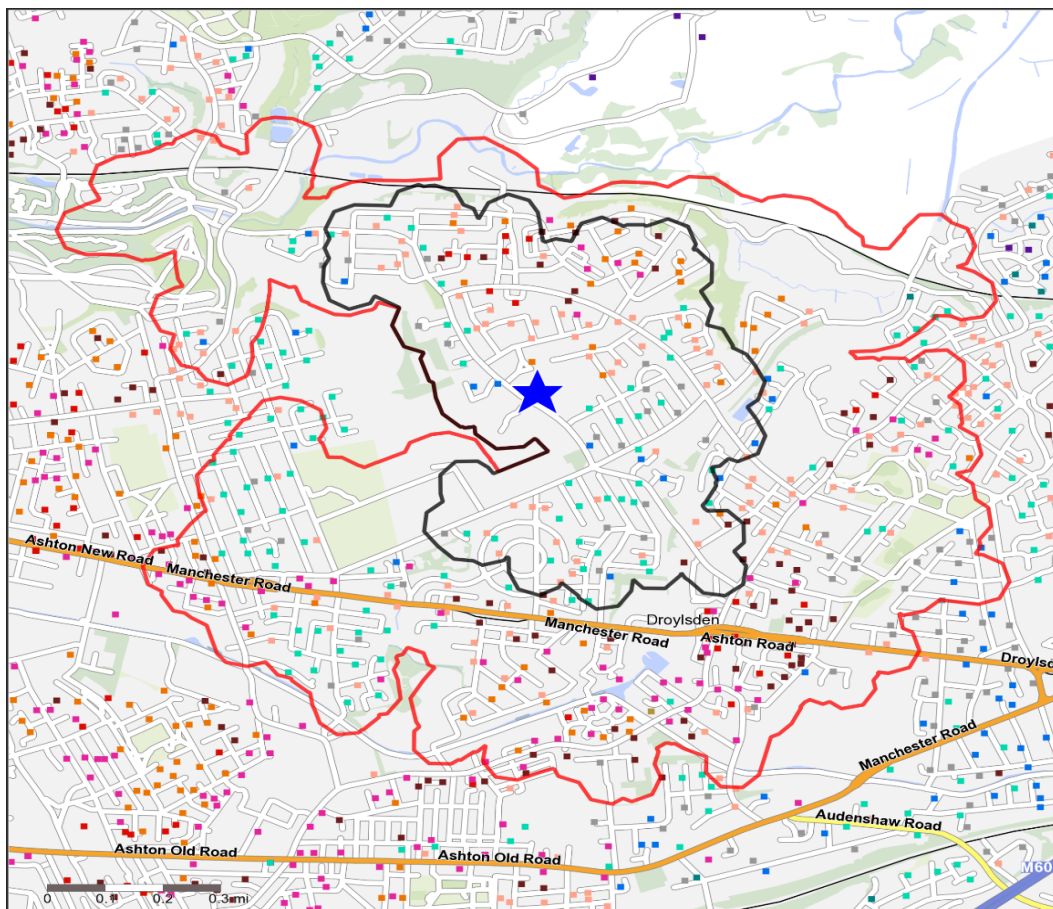 Ashton New Road
Manchester Road
Droylsden
Manchester Road
Ashton Road
Droylsd
Manchester Road
Audenshaw Road
Ashton Old Road
Ashton Old Road
M60
0 0.1 0.2 0.3 mi